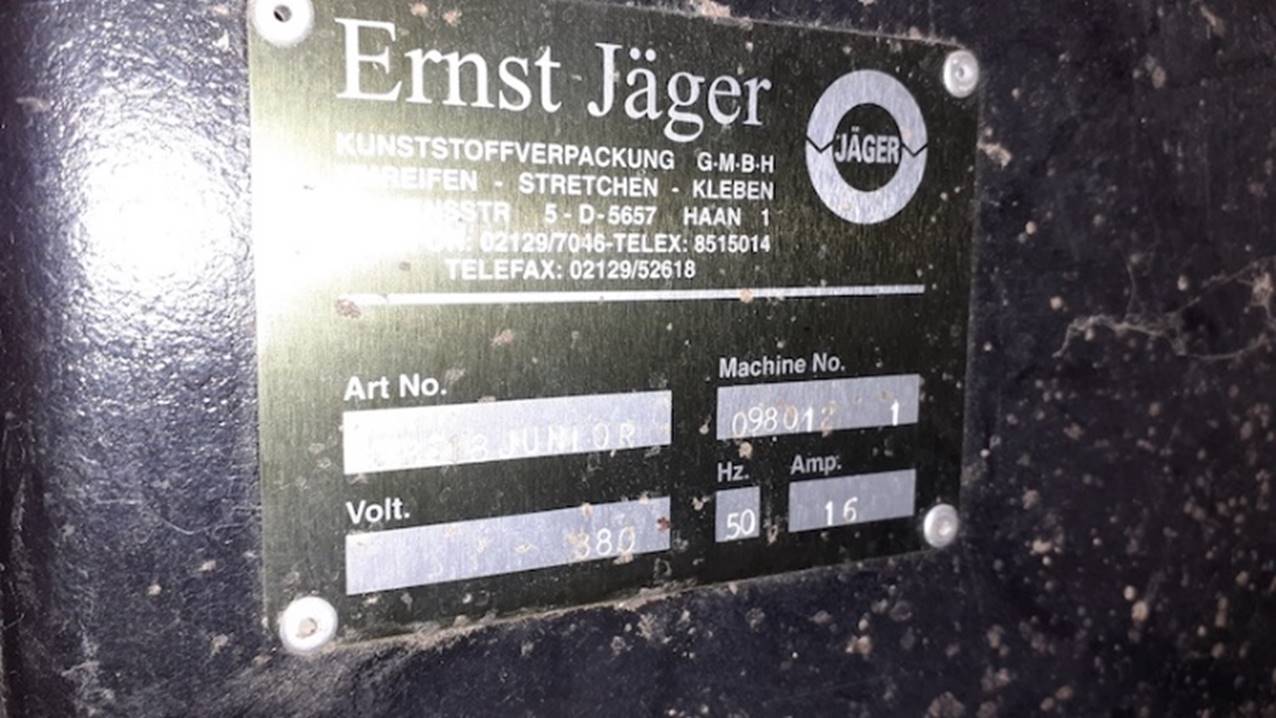 Ernst Jäger
JÄGER
KUNSTSTOFFVERPACKUNG G·M·B·H
- STRETCHEN - KLEBEN
5 - D - 5657 HAAN 1
02129/7046-TELEX: 8515014
TELEFAX: 02129/52618
Art No.
JUNIOR
Machine No.
098012 1
Volt.
380
Hz.
50
Amp.
16